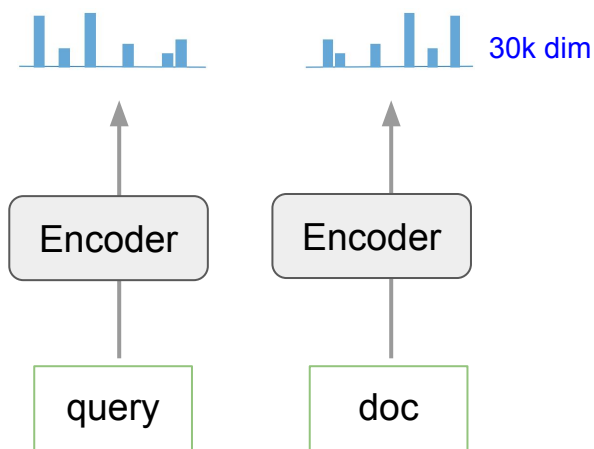 30k dim
Encoder
Encoder
query
doc